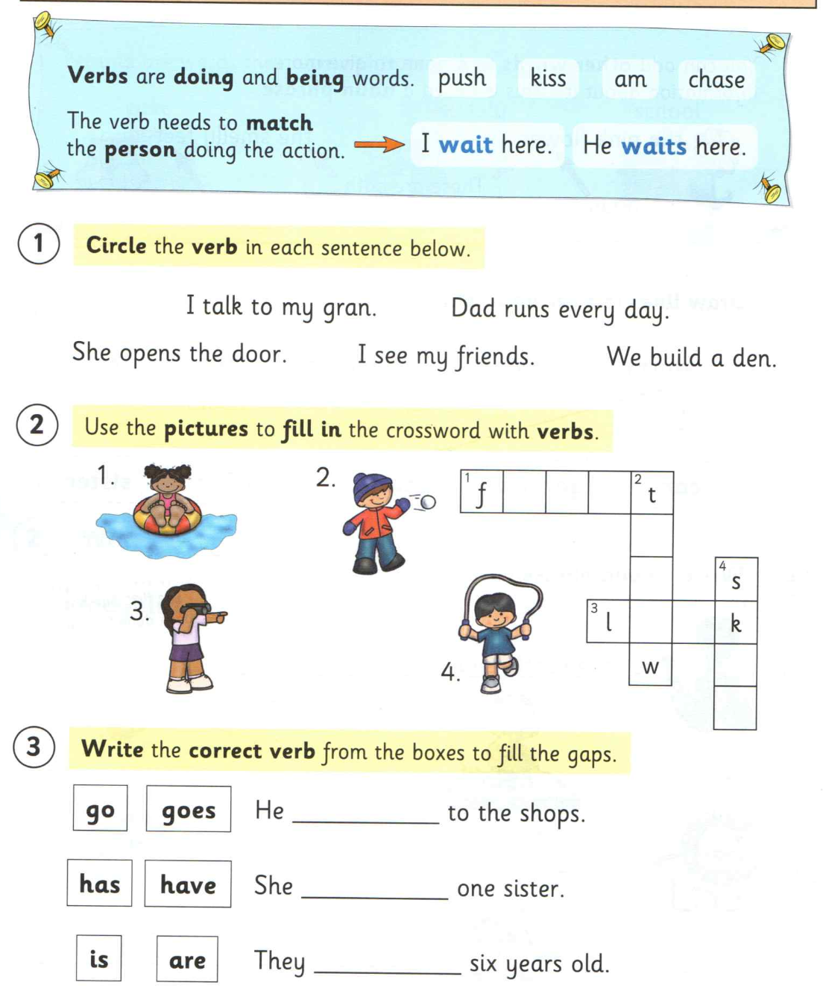 Verbs are doing and being words. push kiss am chase
The verb needs to match
the person doing the action. I wait here. He waits here.
1 Circle the verb in each sentence below.
I talk to my gran. Dad runs every day.
She opens the door. I see my friends. We build a den.
2 Use the pictures to fill in the crossword with verbs.
1. 2. 1 f 2 t
4 s
3. 3 l k
4. w
3 Write the correct verb from the boxes to fill the gaps.
go goes He ____ to the shops.
has have She ____ one sister.
is are They ____ six years old.